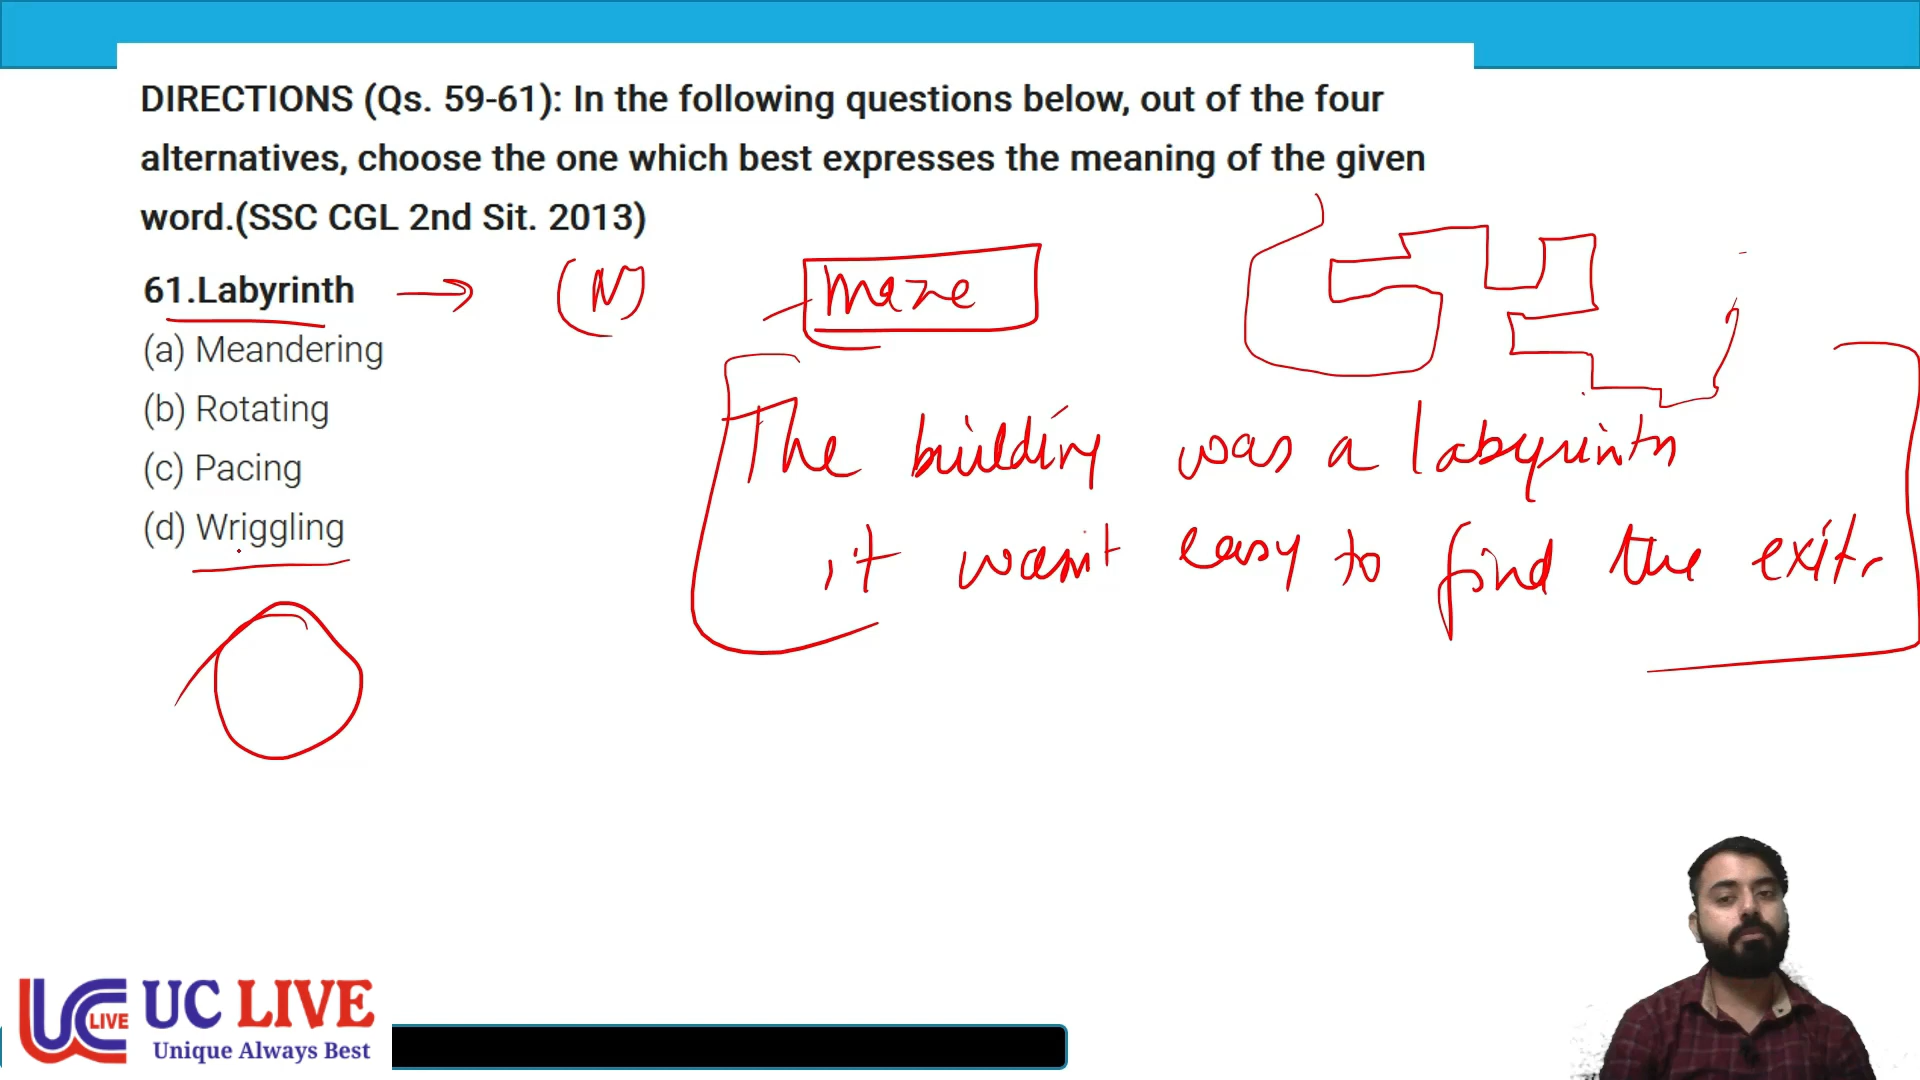 DIRECTIONS (Qs. 59-61): In the following questions below, out of the four
alternatives, choose the one which best expresses the meaning of the given
word.(SSC CGL 2nd Sit. 2013)
61.Labyrinth → (N) Maze
(a) Meandering
(b) Rotating
(c) Pacing
(d) Wriggling
The building was a labyrinth
, it wasn't easy to find the exit.
UC LIVE
LIVE
Unique Always Best